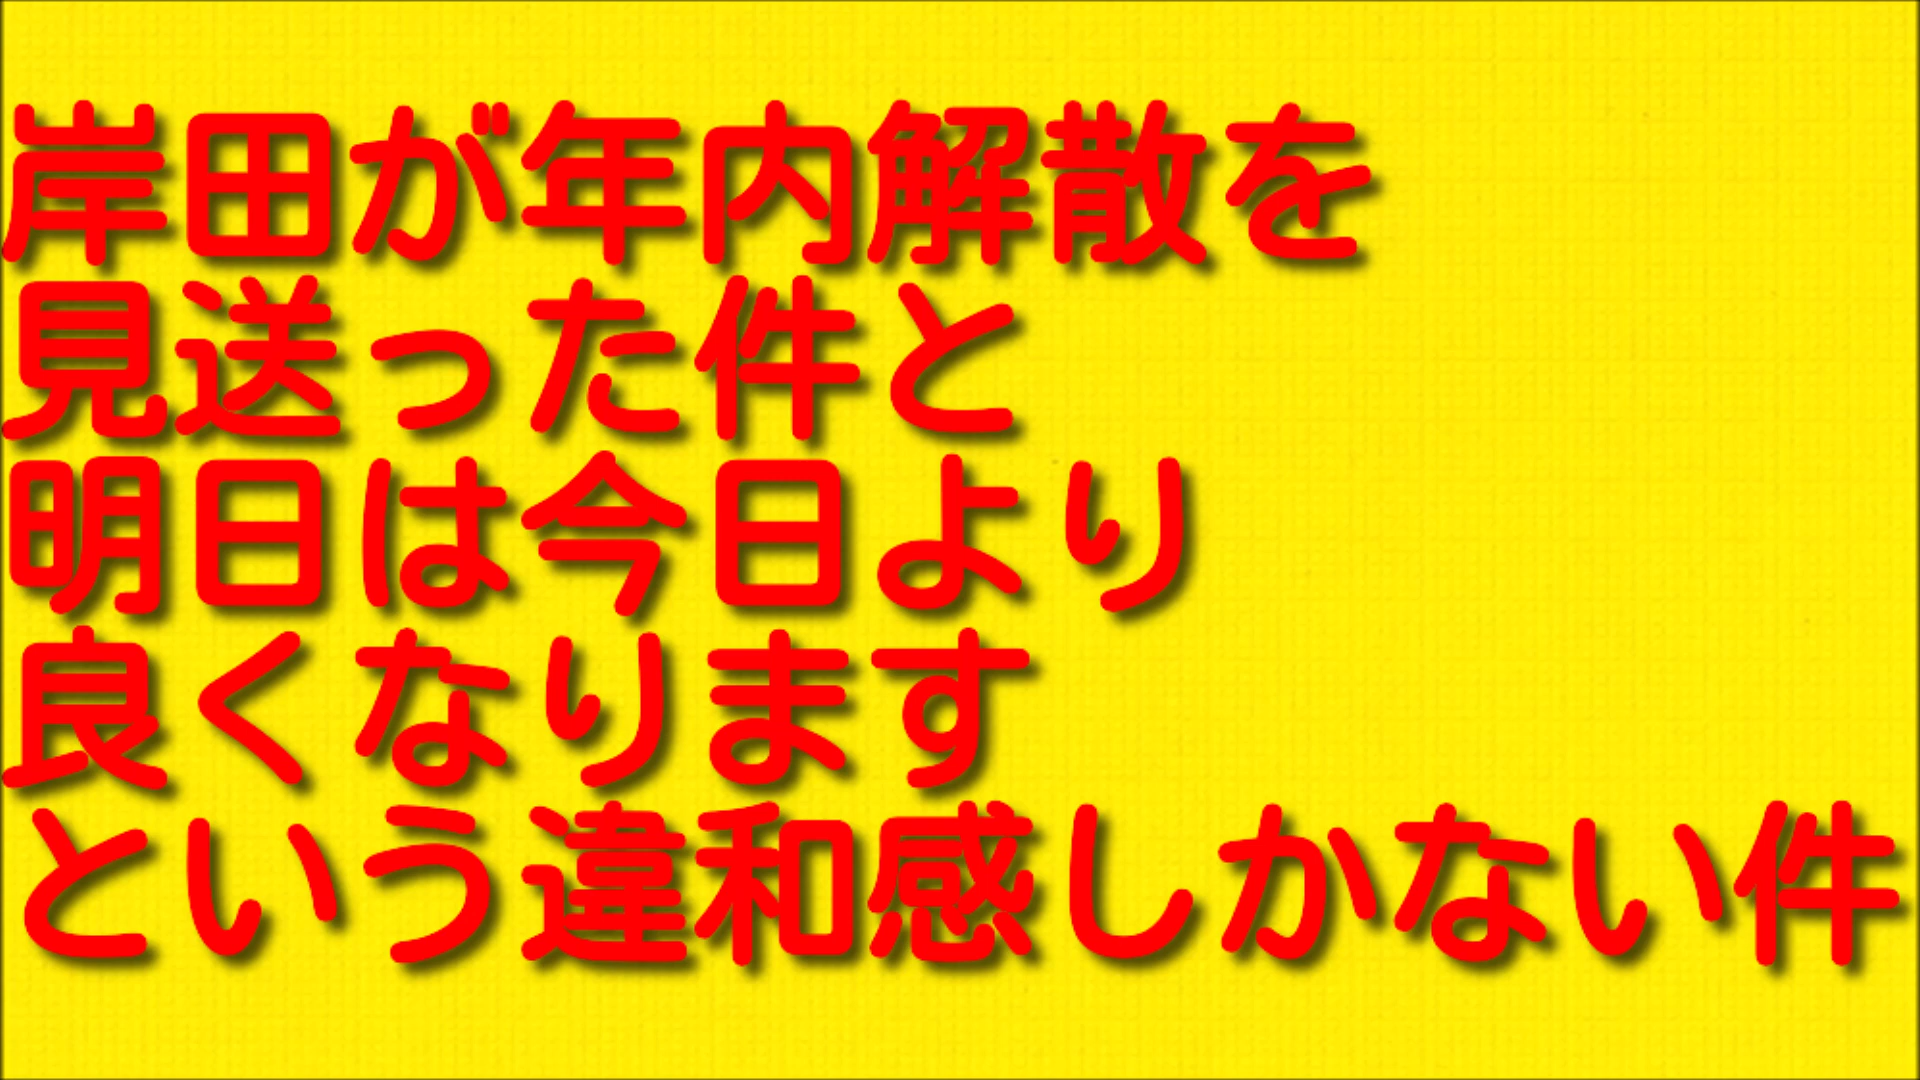 岸田が年内解散を
見送った件と
明日は今日より
良くなります
という違和感しかない件